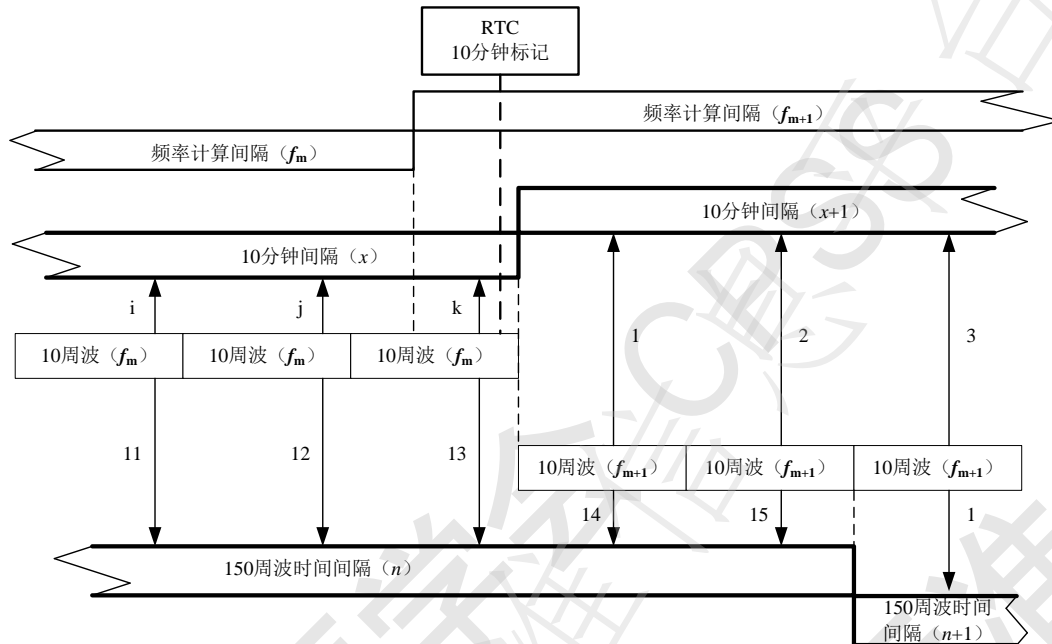 RTC
10分钟标记
频率计算间隔（fm+1）
频率计算间隔（fm）
10分钟间隔（x+1）
10分钟间隔（x）
i
j
k
1
2
3
10周波（fm）
10周波（fm）
10周波（fm）
11
12
13
10周波（fm+1）
10周波（fm+1）
10周波（fm+1）
14
15
1
150周波时间间隔（n）
150周波时间
间隔（n+1）
CPSS